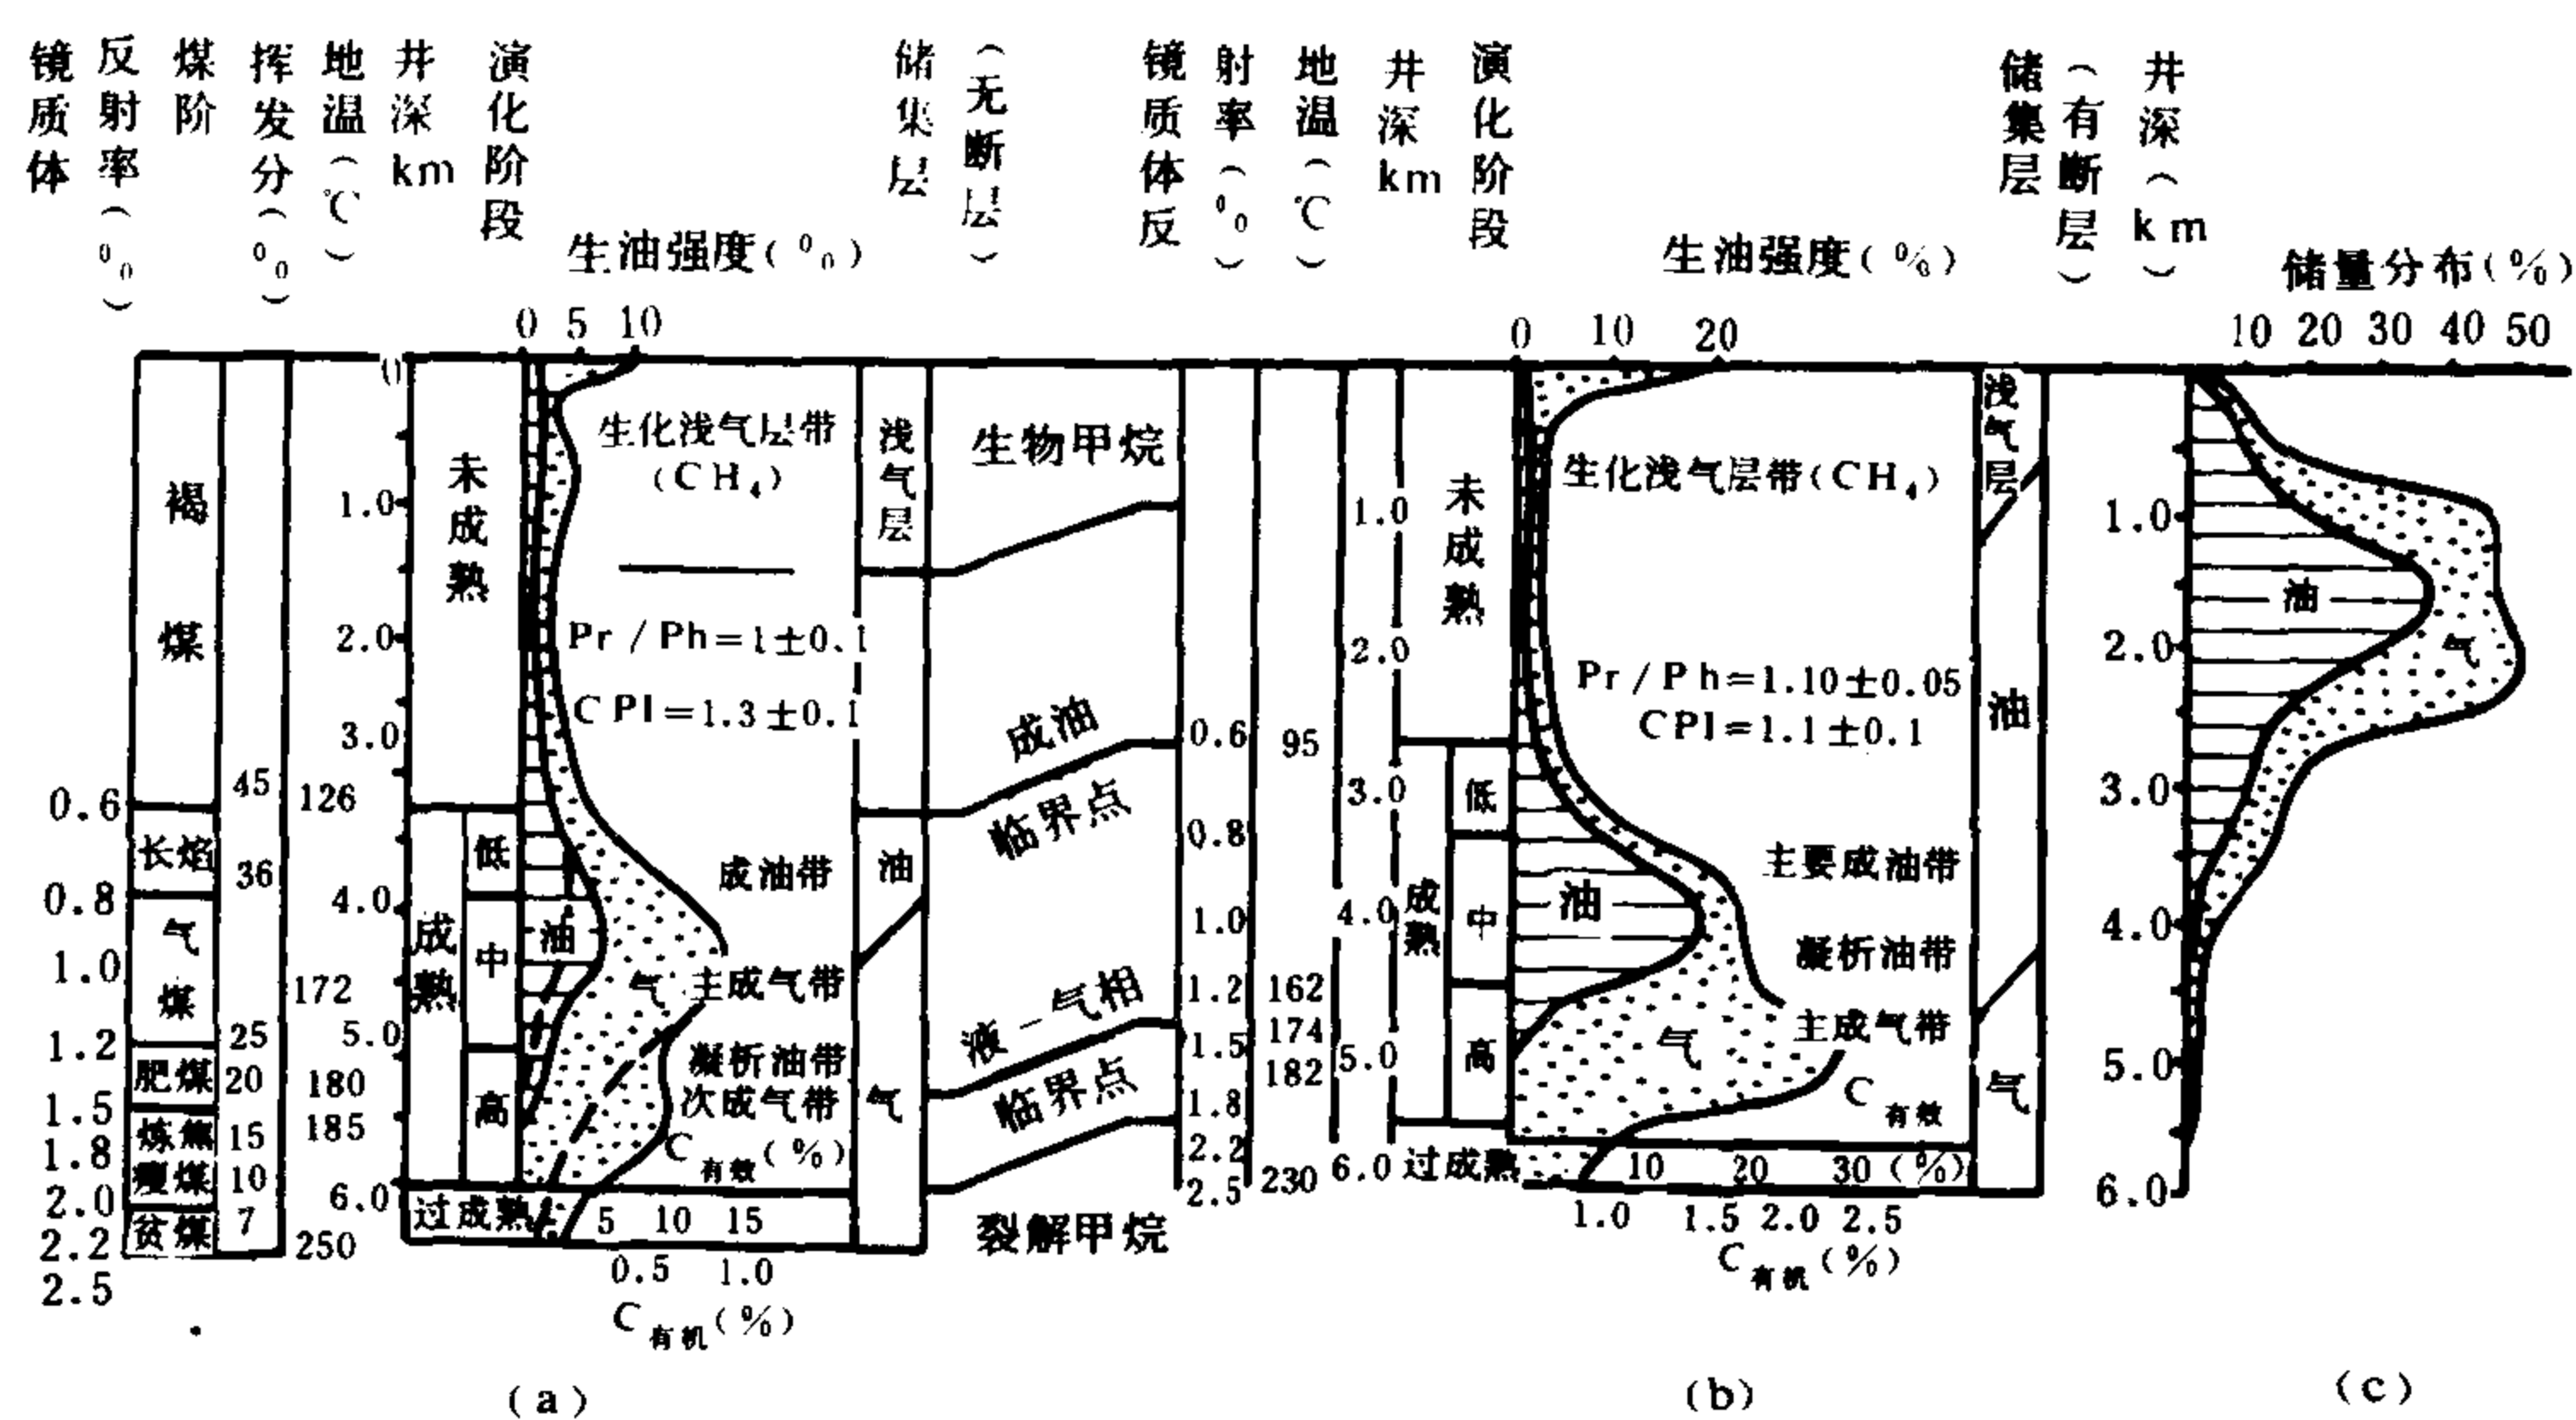 镜质体反射率(%)
煤阶
挥发分(%)
地温(℃)
井深km
演化阶段
生油强度(%)
0 5 10
储集层(无断层)
褐煤
长焰
气煤
肥煤
炼焦
瘦煤
贫煤
0.6
0.8
1.0
1.2
1.5
1.8
2.0
2.2
2.5
45
36
25
20
15
10
7
126
172
180
185
250
0
1.0
2.0
3.0
4.0
5.0
6.0
未成熟
成熟
低
中
高
过成熟
生化浅气层带
(CH₄)
Pr/Ph=1±0.1
CPI=1.3±0.1
成油带
油
气
主成气带
凝析油带
次成气带
C有效(%)
5 10 15
0.5 1.0
C有机(%)
浅气层
油
气
生物甲烷
成油
临界点
液-气相
临界点
裂解甲烷
(a)
镜质体反射率(%)
地温(℃)
井深km
演化阶段
生油强度(%)
0 10 20
储集层(有断层)
0.6
0.8
1.0
1.2
1.5
1.8
2.2
2.5
95
162
174
182
230
1.0
2.0
3.0
4.0
5.0
6.0
未成熟
成熟
低
中
高
过成熟
生化浅气层带(CH₄)
Pr/Ph=1.10±0.05
CPI=1.1±0.1
主要成油带
油
凝析油带
主成气带
气
C有效
10 20 30 (%)
1.0 1.5 2.0 2.5
C有机(%)
浅气层
油
气
(b)
井深(km)
储量分布(%)
10 20 30 40 50
1.0
2.0
3.0
4.0
5.0
6.0
油
气
(c)